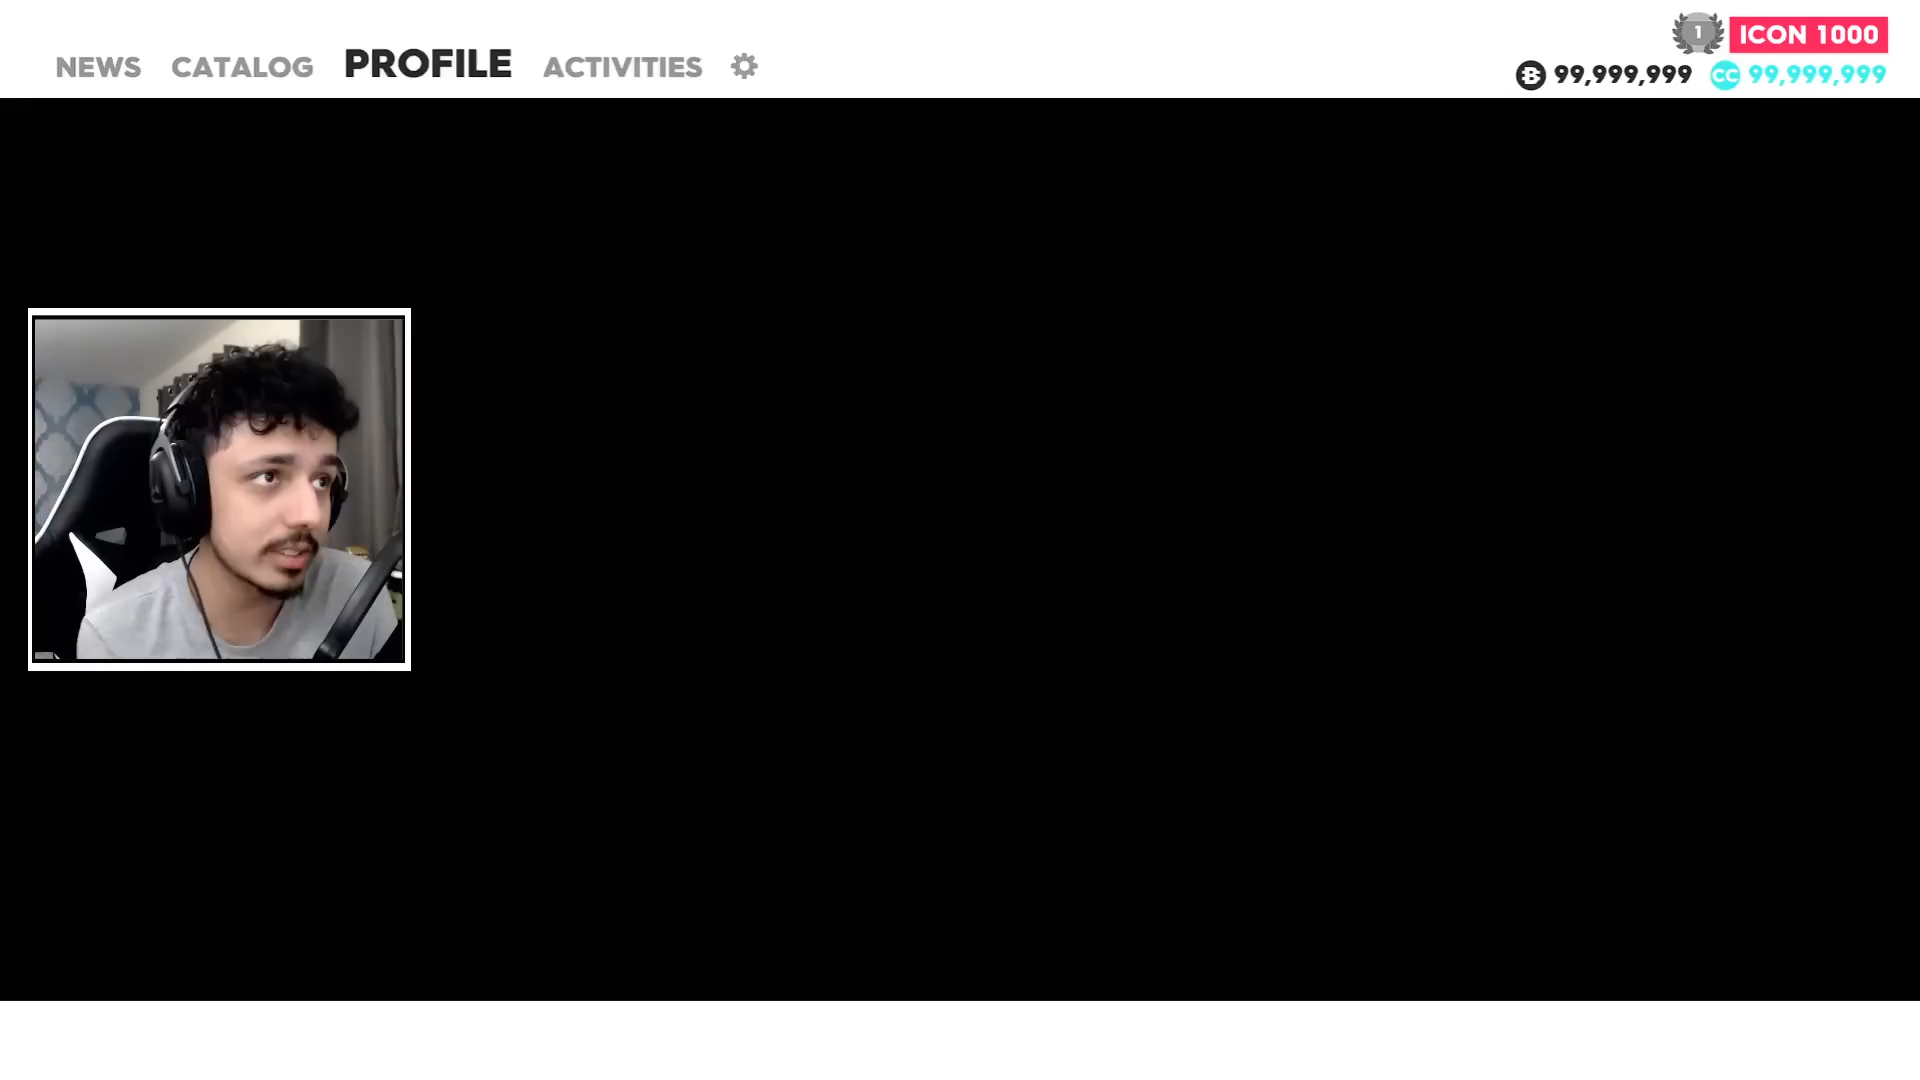 NEWS CATALOG PROFILE ACTIVITIES
1 ICON 1000
B 99,999,999 CC 99,999,999